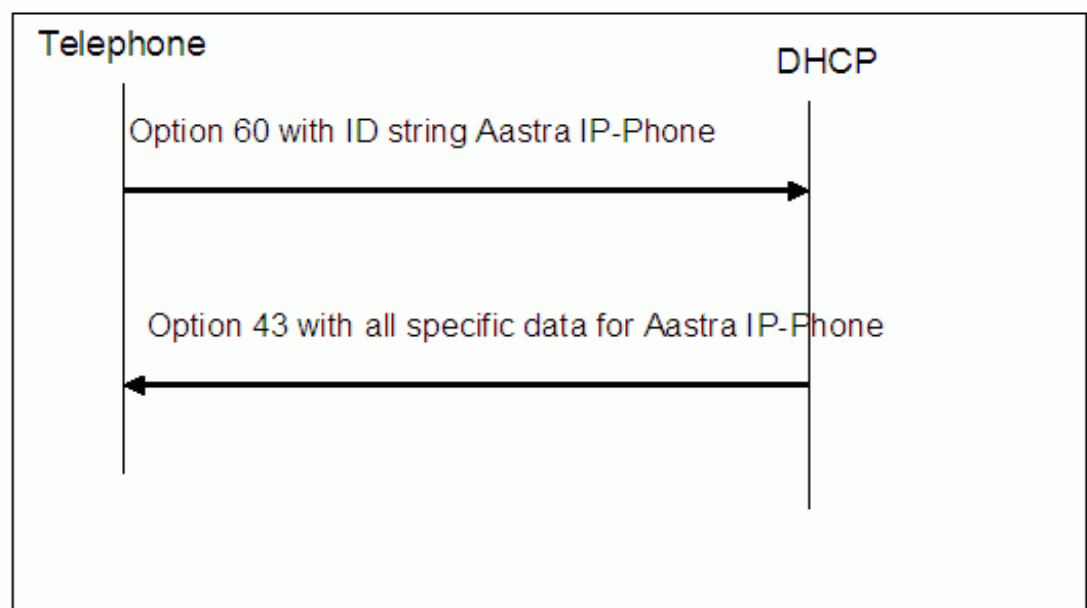 Telephone
DHCP
Option 60 with ID string Aastra IP-Phone
Option 43 with all specific data for Aastra IP-Phone